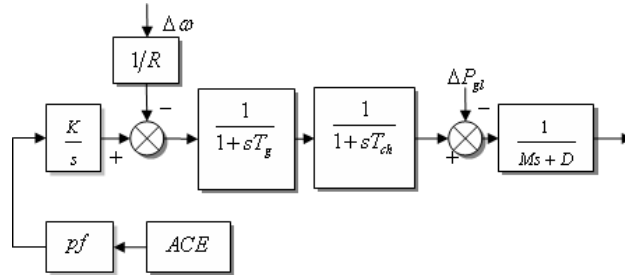 Δω
1/R
−
ΔP_gl
−
K/s
+
1/(1+sT_g)
1/(1+sT_ch)
+
1/(Ms+D)
pf
ACE